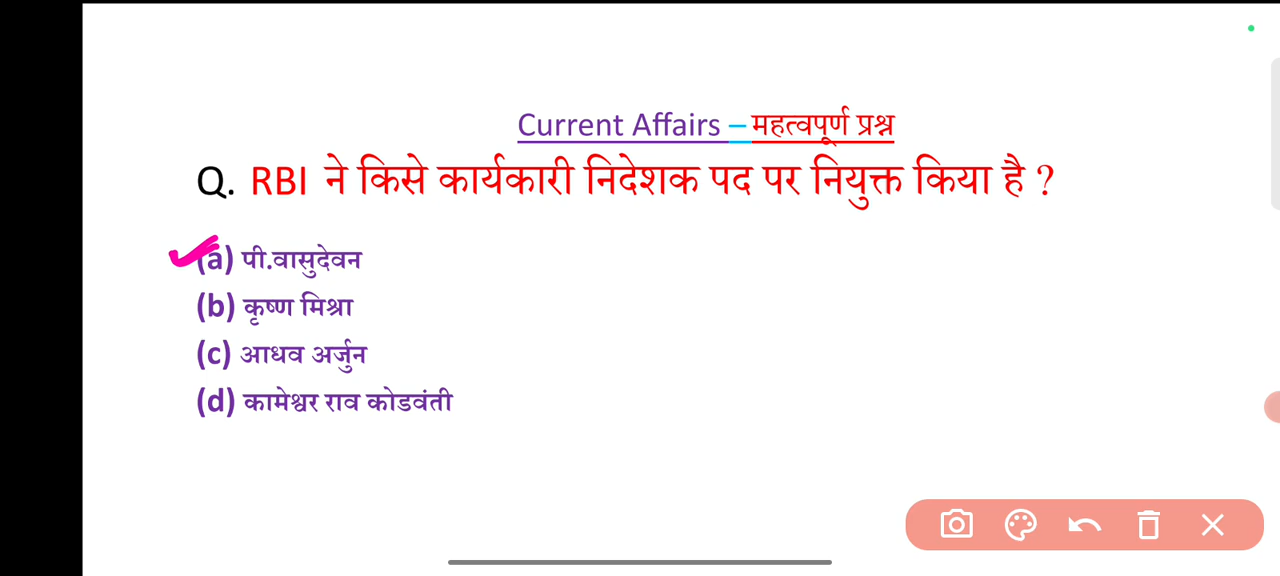 Current Affairs – महत्वपूर्ण प्रश्न
Q. RBI ने किसे कार्यकारी निदेशक पद पर नियुक्त किया है ?
(a) पी.वासुदेवन
(b) कृष्ण मिश्रा
(c) आधव अर्जुन
(d) कामेश्वर राव कोडवंती